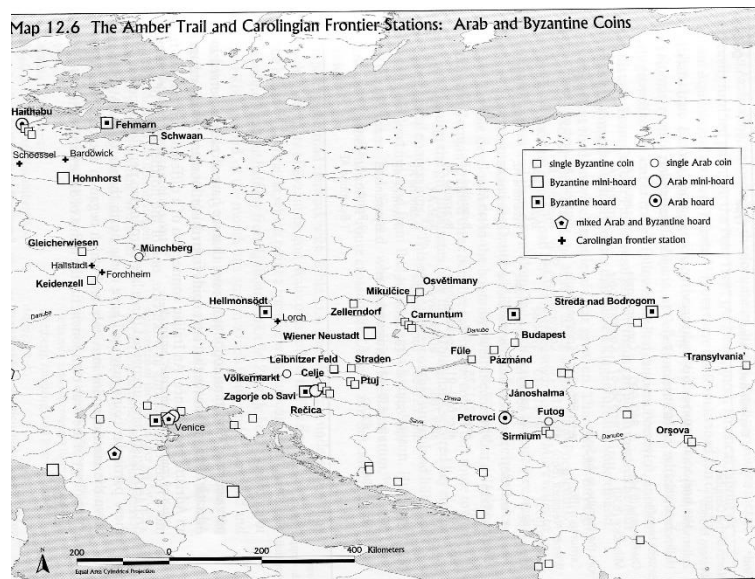 Map 12.6 The Amber Trail and Carolingian Frontier Stations: Arab and Byzantine Coins
Haithabu
Fehmarn
Schwaan
Scheessel
Bardowick
Hohnhorst
single Byzantine coin
single Arab coin
Byzantine mini-hoard
Arab mini-hoard
Byzantine hoard
Arab hoard
mixed Arab and Byzantine hoard
Carolingian frontier station
Gleicherwiesen
Münchberg
Hallstadt
Forchheim
Keidenzell
Osvětimany
Mikulčice
Hellmonsödt
Zellerndorf
Carnuntum
Streda nad Bodrogom
Danube
Lorch
Danube
Wiener Neustadt
Budapest
Leibnitzer Feld
Straden
Füle
Pázmánd
'Transylvania'
Völkermarkt
Celje
Ptuj
Zagorje ob Savi
Jánoshalma
Rečica
Drava
Petrovci
Futog
Venice
Sava
Sirmium
Danube
Orşova
N
200
0
200
400
Kilometers
Equal Area Cylindrical Projection